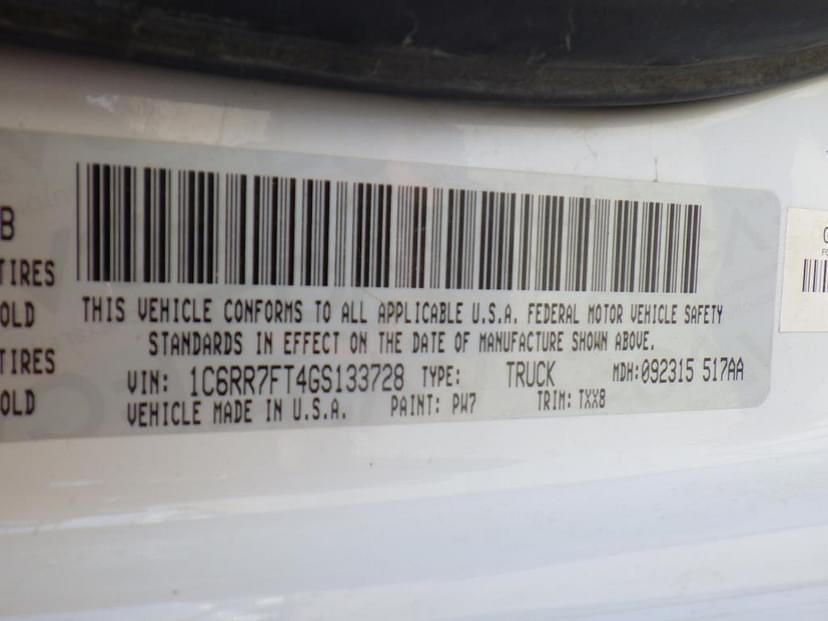 B
TIRES
OLD
TIRES
OLD
THIS VEHICLE CONFORMS TO ALL APPLICABLE U.S.A. FEDERAL MOTOR VEHICLE SAFETY
STANDARDS IN EFFECT ON THE DATE OF MANUFACTURE SHOWN ABOVE.
VIN: 1C6RR7FT4GS133728 TYPE: TRUCK MDH:092315 517AA
VEHICLE MADE IN U.S.A. PAINT: PW7 TRIM: TXX8